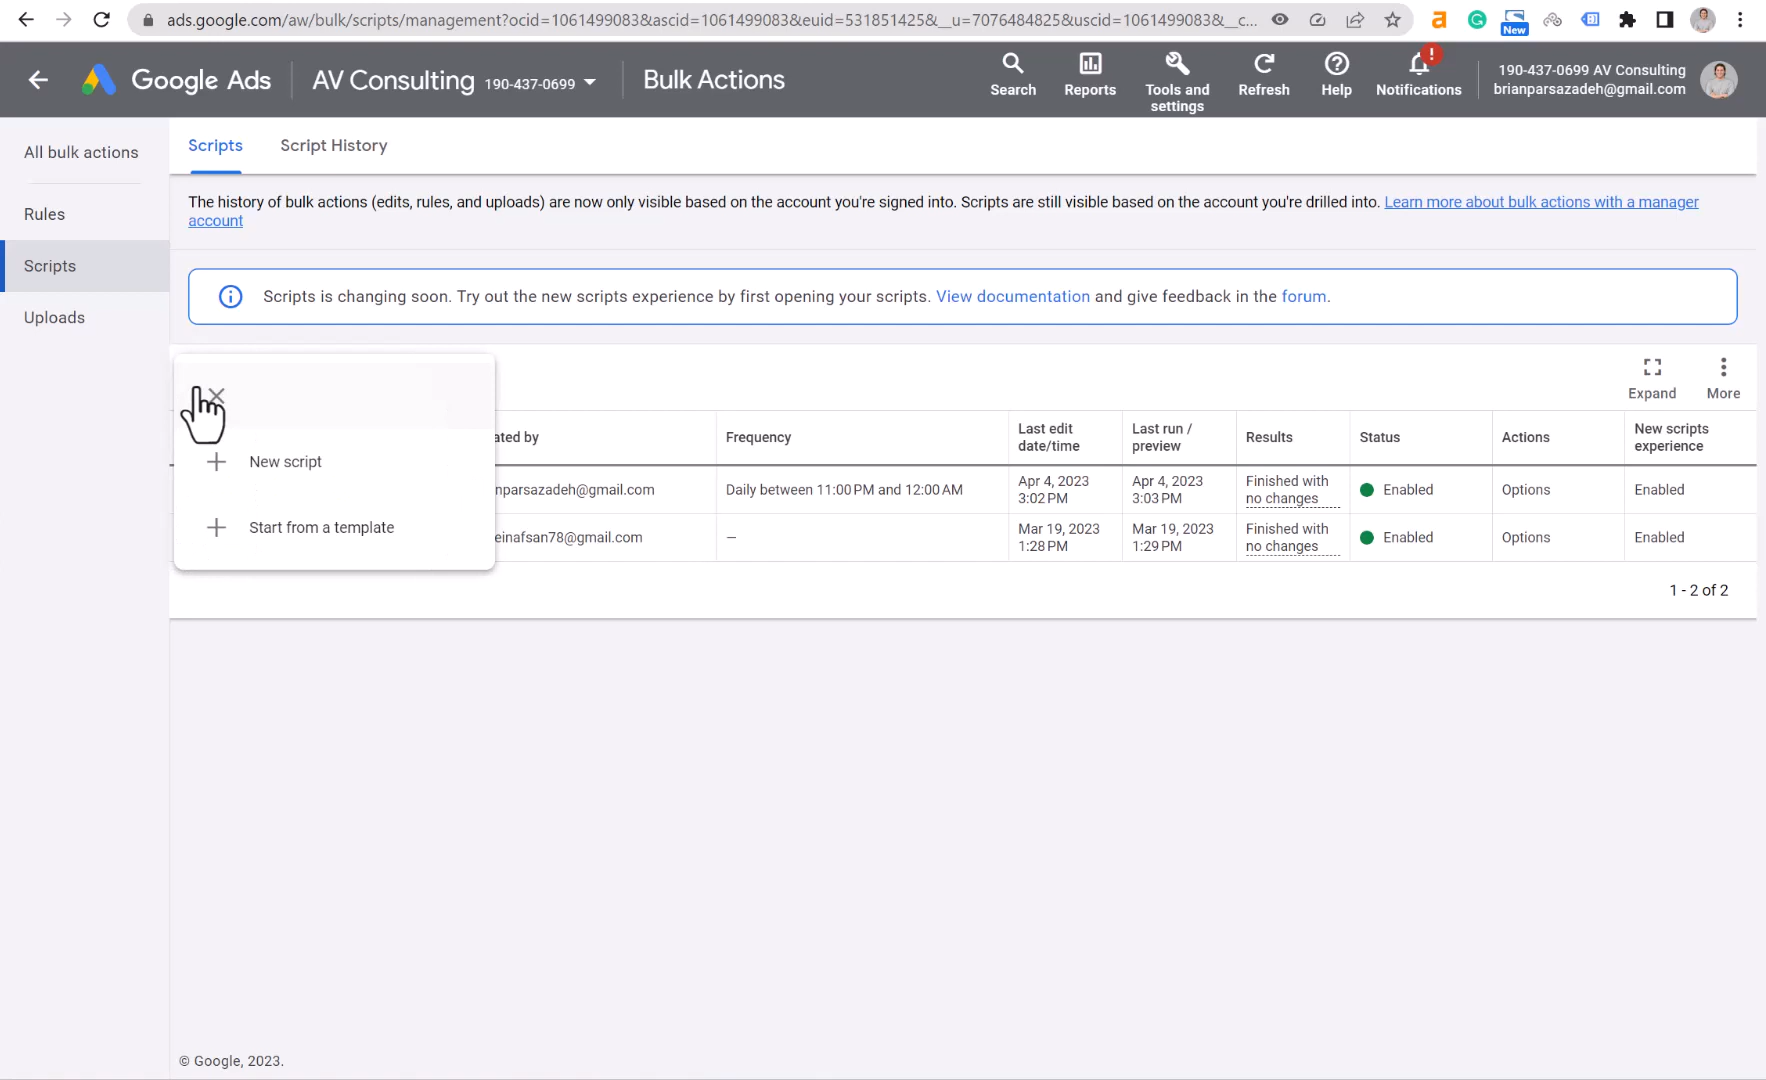 ads.google.com/aw/bulk/scripts/management?ocid=1061499083&ascid=1061499083&euid=531851425&__u=7076484825&uscid=1061499083&__c...
New
Google Ads
AV Consulting 190-437-0699
Bulk Actions
Search
Reports
Tools and settings
Refresh
Help
Notifications
!
190-437-0699 AV Consulting
brianparsazadeh@gmail.com
All bulk actions
Rules
Scripts
Uploads
Scripts
Script History
The history of bulk actions (edits, rules, and uploads) are now only visible based on the account you're signed into. Scripts are still visible based on the account you're drilled into. Learn more about bulk actions with a manager
account
Scripts is changing soon. Try out the new scripts experience by first opening your scripts. View documentation and give feedback in the forum.
New script
Start from a template
Expand
More
ated by
Frequency
Last edit date/time
Last run / preview
Results
Status
Actions
New scripts experience
nparsazadeh@gmail.com
Daily between 11:00 PM and 12:00 AM
Apr 4, 2023 3:02 PM
Apr 4, 2023 3:03 PM
Finished with no changes
Enabled
Options
Enabled
einafsan78@gmail.com
—
Mar 19, 2023 1:28 PM
Mar 19, 2023 1:29 PM
Finished with no changes
Enabled
Options
Enabled
1 - 2 of 2
© Google, 2023.